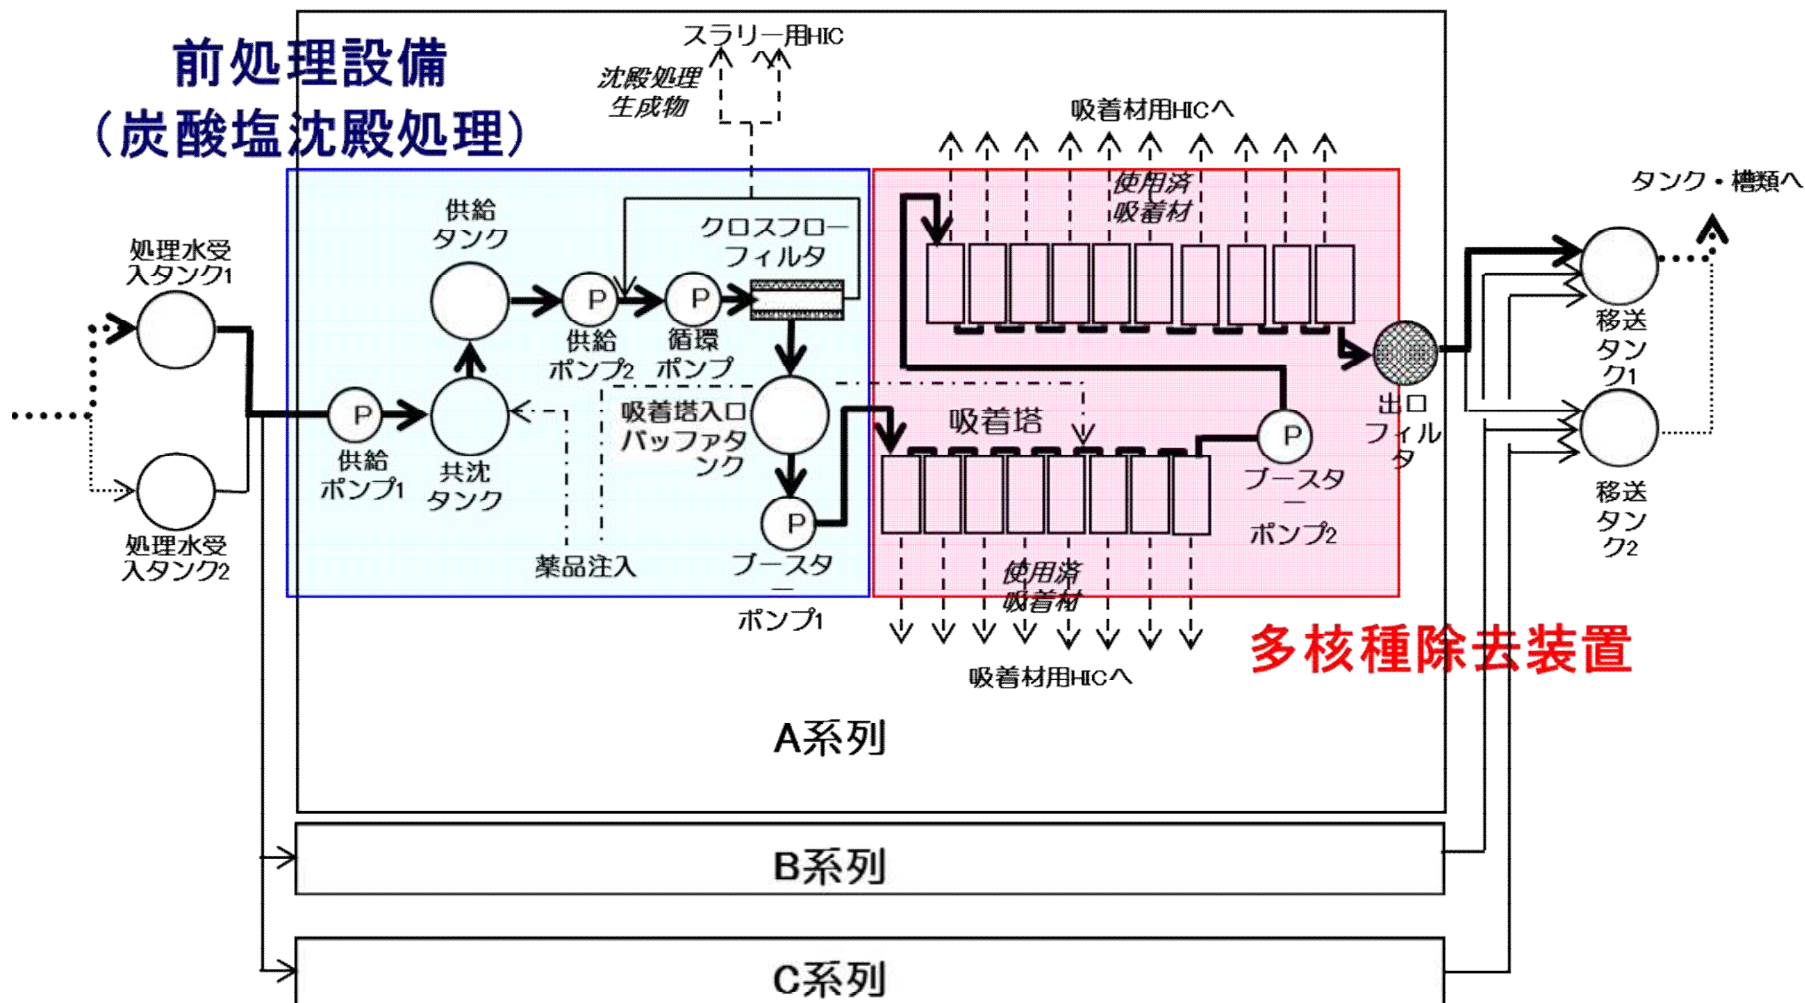 前処理設備
（炭酸塩沈殿処理）
スラリー用HIC
へ
沈殿処理
生成物
吸着材用HICへ
使用済
吸着材
タンク・槽類へ
処理水受
入タンク1
供給
タンク
クロスフロー
フィルタ
P
供給
ポンプ2
P
循環
ポンプ
移送
タン
ク1
P
供給
ポンプ1
共沈
タンク
吸着塔入口
バッファタ
ンク
吸着塔
P
ブースタ
ー
ポンプ2
出口
フィル
タ
処理水受
入タンク2
薬品注入
P
ブースタ
ー
ポンプ1
使用済
吸着材
吸着材用HICへ
移送
タン
ク2
多核種除去装置
A系列
B系列
C系列